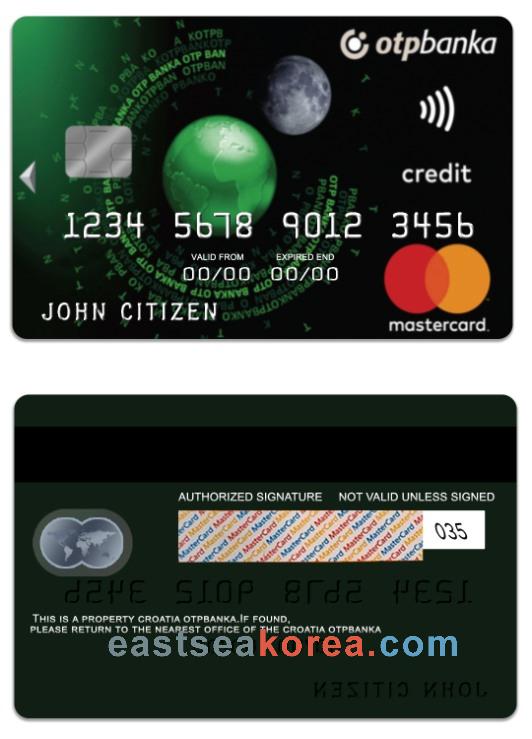 otpbanka
credit
1234 5678 9012 3456
VALID FROM EXPIRED END
00/00 00/00
JOHN CITIZEN
mastercard.
AUTHORIZED SIGNATURE NOT VALID UNLESS SIGNED
035
THIS IS A PROPERTY CROATIA OTPBANKA.IF FOUND,
PLEASE RETURN TO THE NEAREST OFFICE OF THE CROATIA OTPBANKA
eastseakorea.com